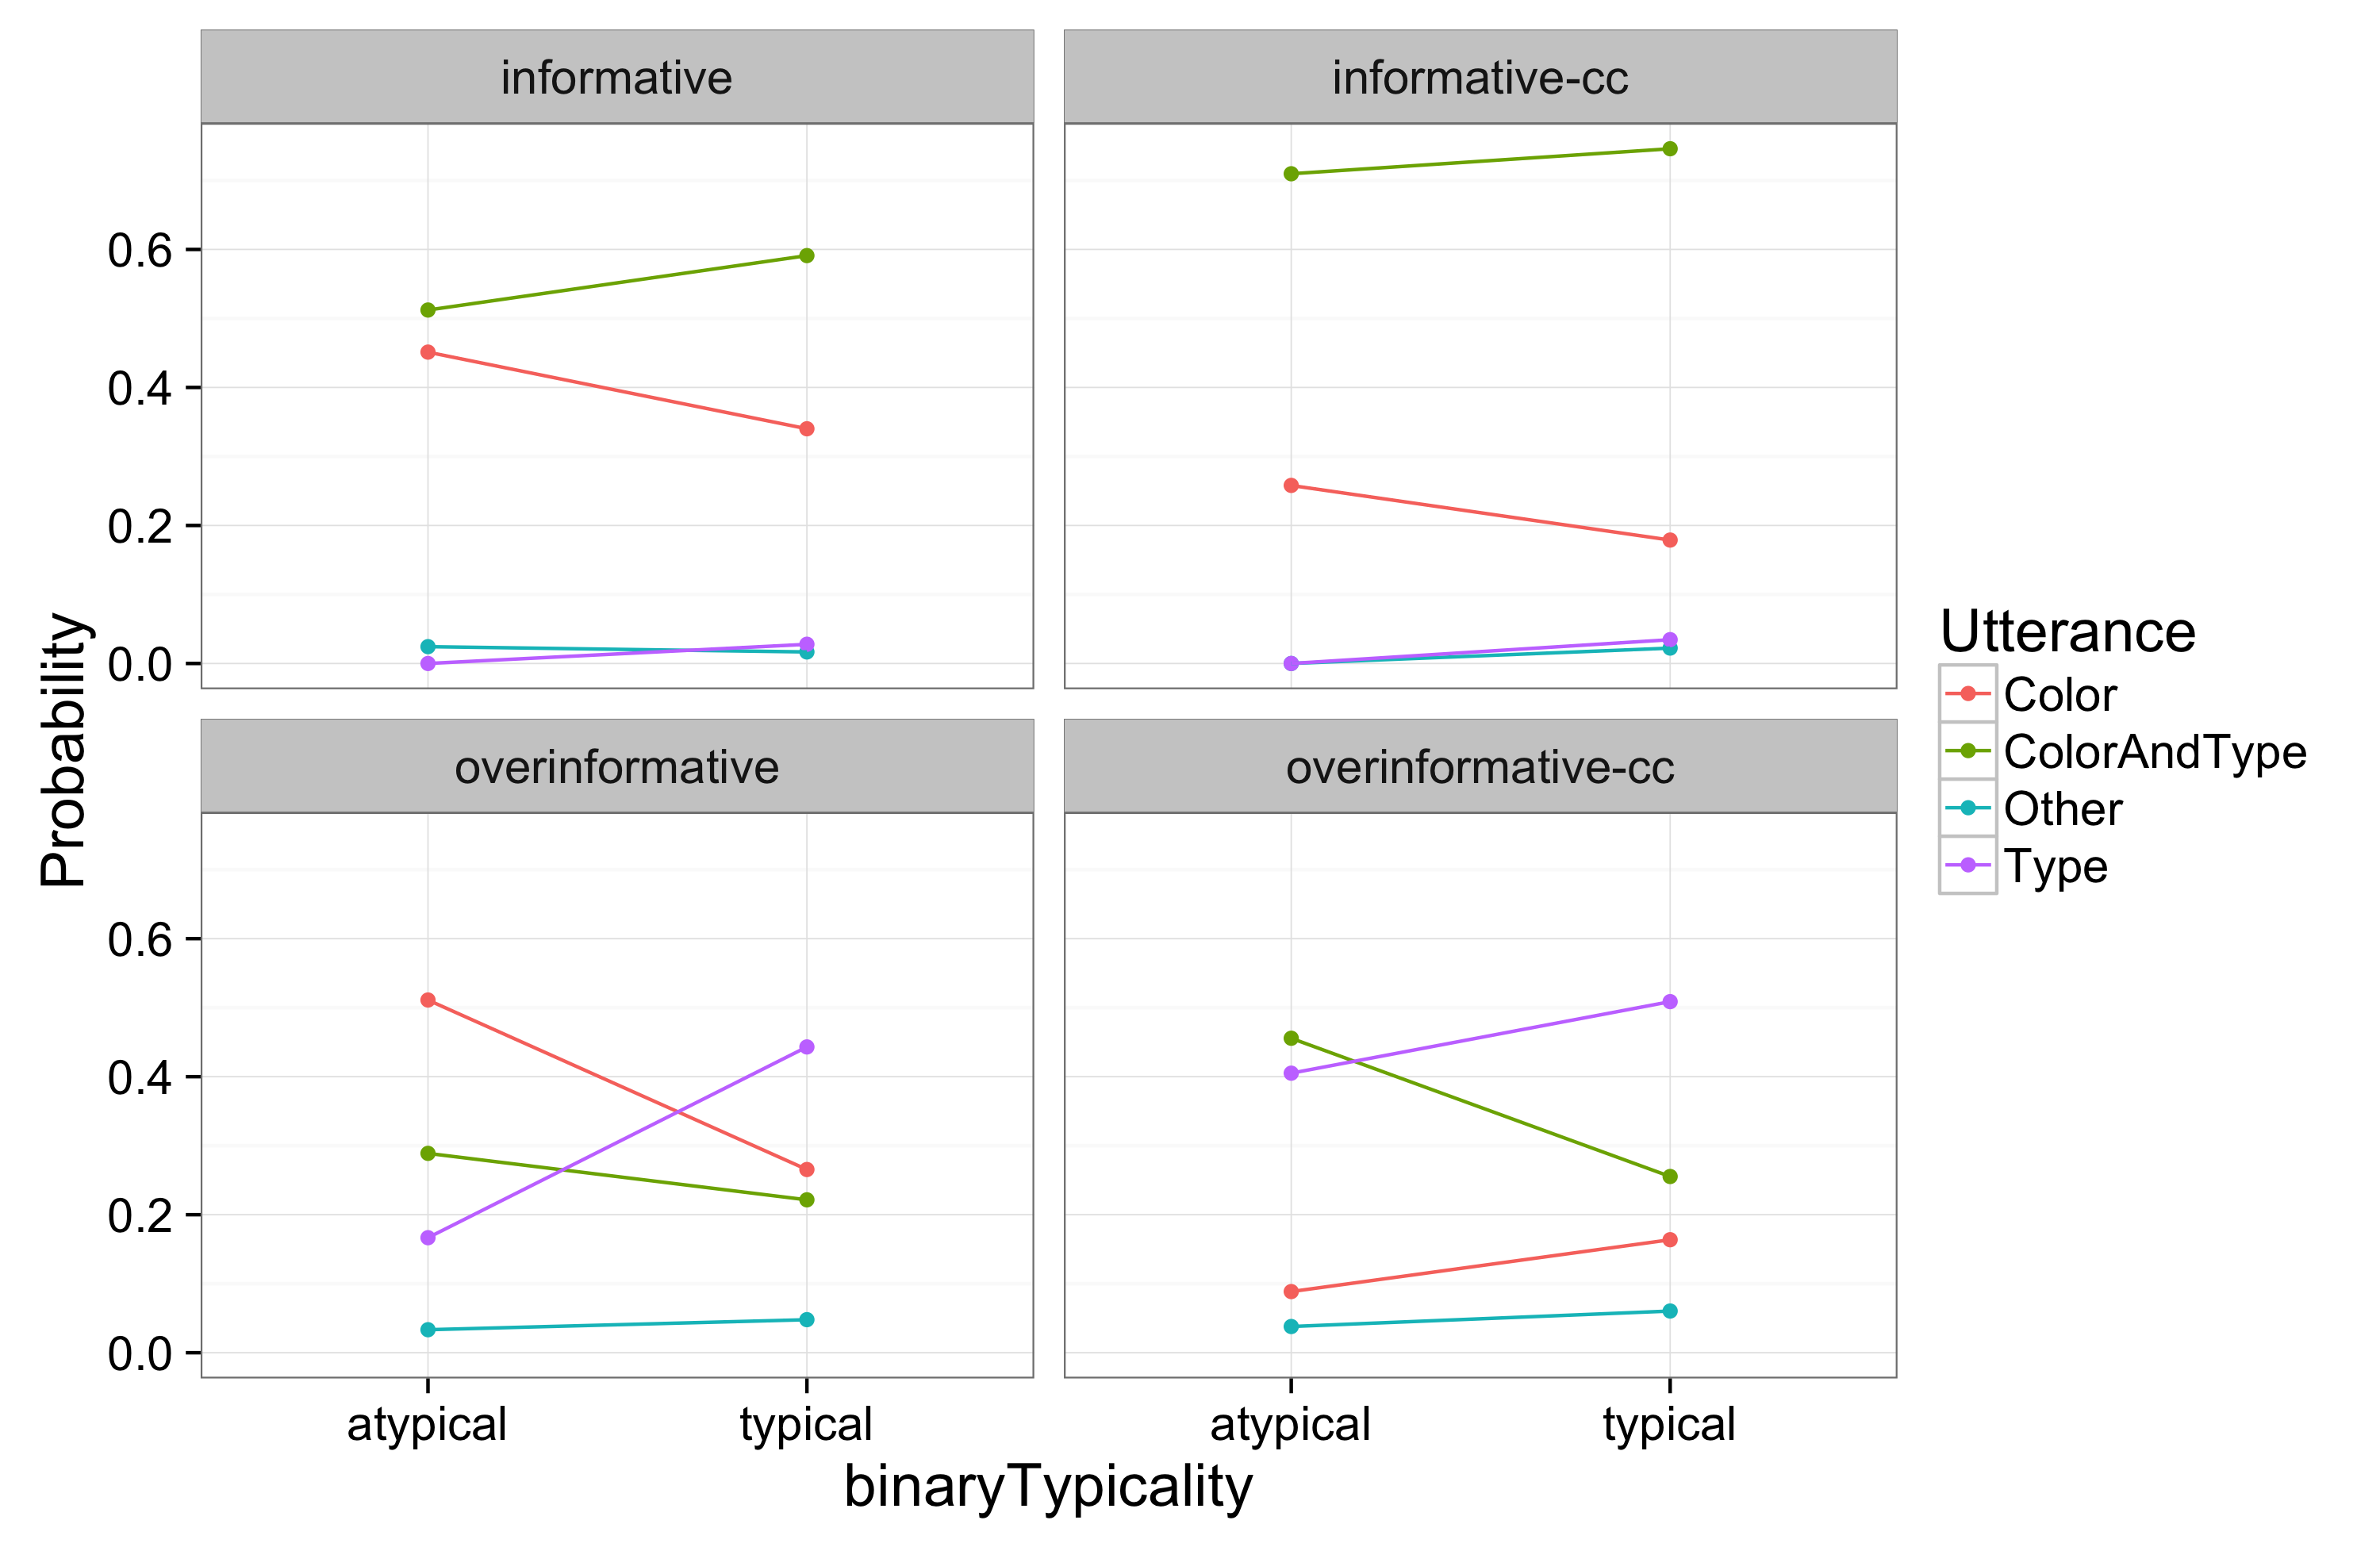 informative
informative-cc
0.6
0.4
0.2
0.0
overinformative
overinformative-cc
0.6
0.4
0.2
0.0
atypical
typical
atypical
typical
binaryTypicality
Probability
Utterance
Color
ColorAndType
Other
Type